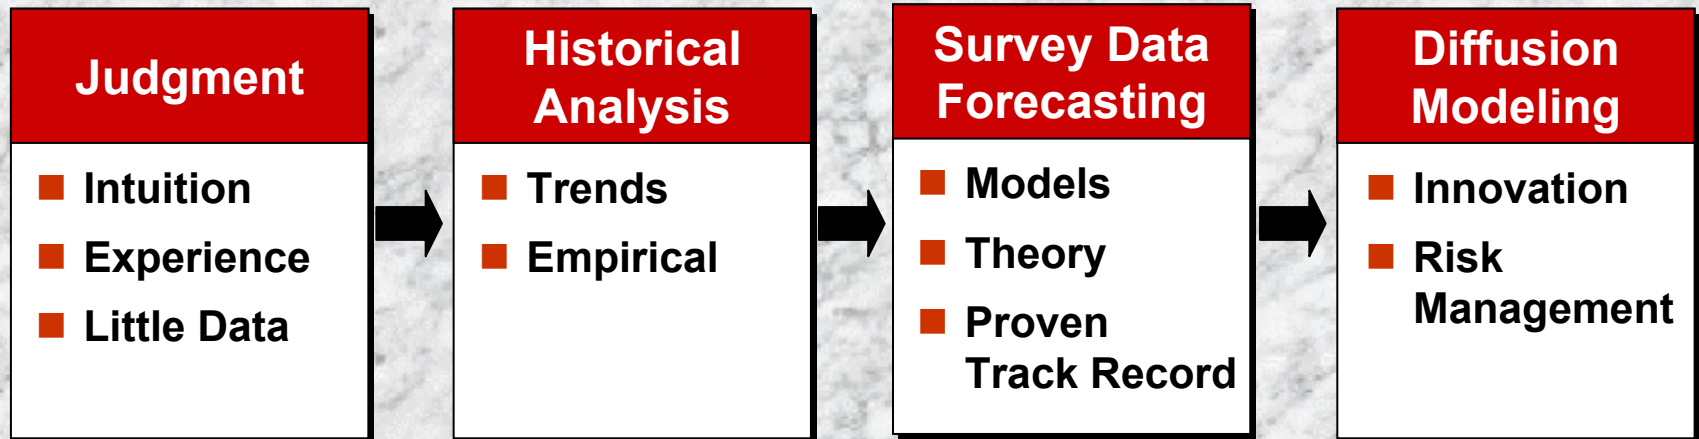 Judgment
Intuition
Experience
Little Data
Historical
Analysis
Trends
Empirical
Survey Data
Forecasting
Models
Theory
Proven
Track Record
Diffusion
Modeling
Innovation
Risk
Management